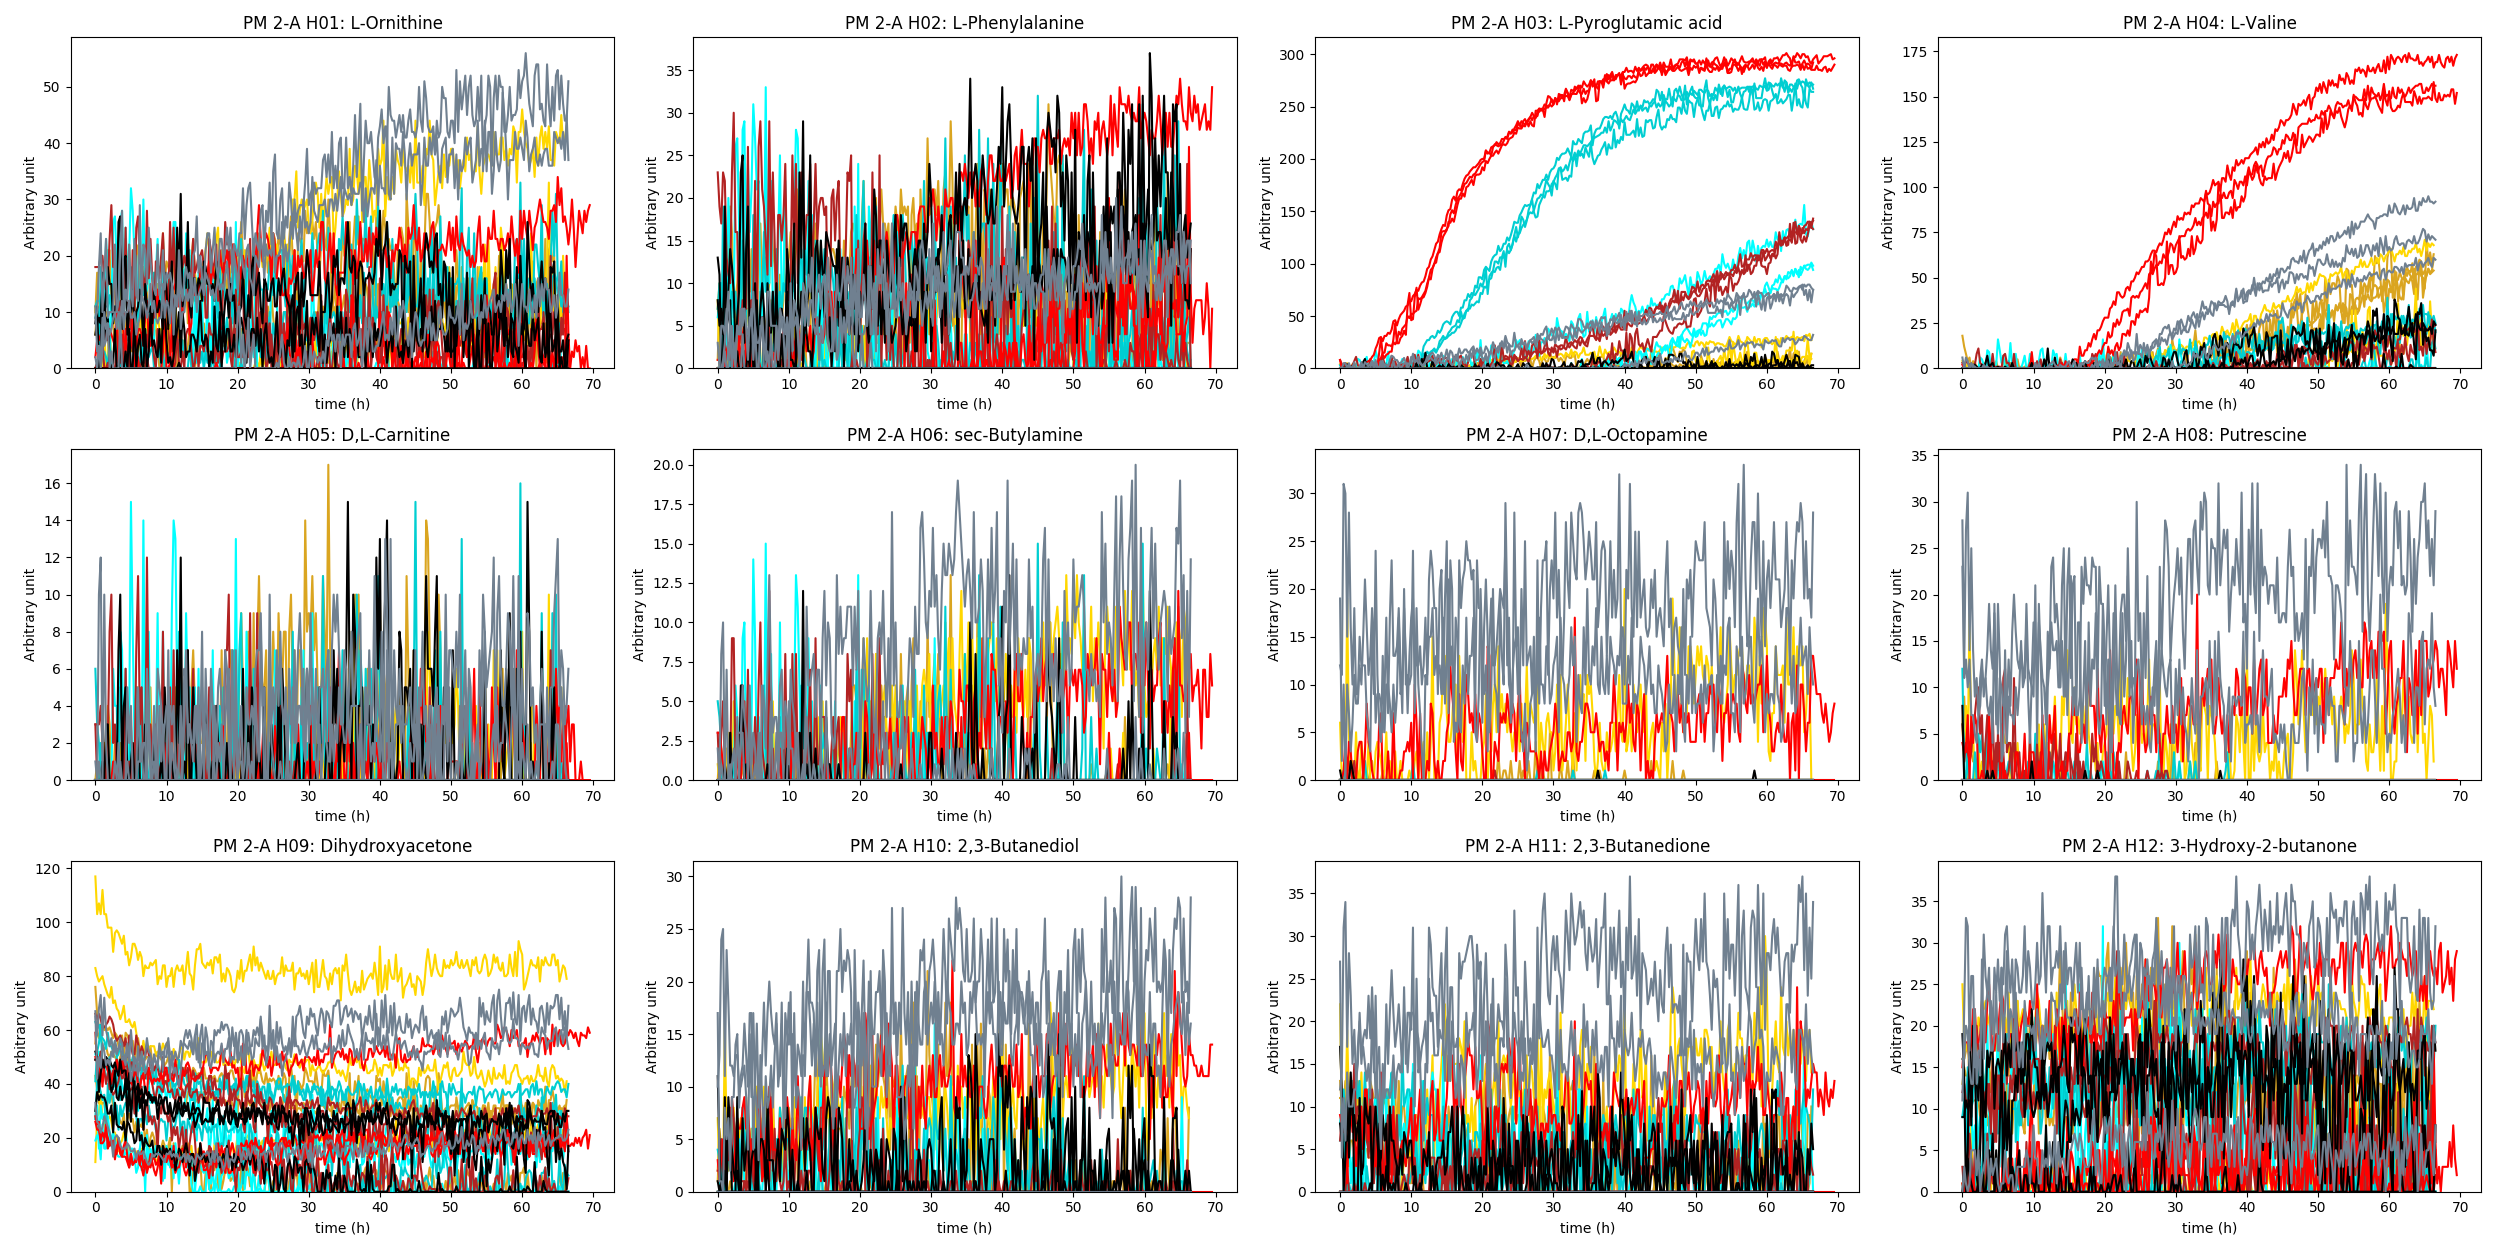 PM 2-A H01: L-Ornithine
PM 2-A H02: L-Phenylalanine
PM 2-A H03: L-Pyroglutamic acid
PM 2-A H04: L-Valine
Arbitrary unit
50
40
30
20
10
0
0 10 20 30 40 50 60 70
time (h)
Arbitrary unit
35
30
25
20
15
10
5
0
0 10 20 30 40 50 60 70
time (h)
Arbitrary unit
300
250
200
150
100
50
0
0 10 20 30 40 50 60 70
time (h)
Arbitrary unit
175
150
125
100
75
50
25
0
0 10 20 30 40 50 60 70
time (h)
PM 2-A H05: D,L-Carnitine
PM 2-A H06: sec-Butylamine
PM 2-A H07: D,L-Octopamine
PM 2-A H08: Putrescine
Arbitrary unit
16
14
12
10
8
6
4
2
0
0 10 20 30 40 50 60 70
time (h)
Arbitrary unit
20.0
17.5
15.0
12.5
10.0
7.5
5.0
2.5
0.0
0 10 20 30 40 50 60 70
time (h)
Arbitrary unit
30
25
20
15
10
5
0
0 10 20 30 40 50 60 70
time (h)
Arbitrary unit
35
30
25
20
15
10
5
0
0 10 20 30 40 50 60 70
time (h)
PM 2-A H09: Dihydroxyacetone
PM 2-A H10: 2,3-Butanediol
PM 2-A H11: 2,3-Butanedione
PM 2-A H12: 3-Hydroxy-2-butanone
Arbitrary unit
120
100
80
60
40
20
0
0 10 20 30 40 50 60 70
time (h)
Arbitrary unit
30
25
20
15
10
5
0
0 10 20 30 40 50 60 70
time (h)
Arbitrary unit
35
30
25
20
15
10
5
0
0 10 20 30 40 50 60 70
time (h)
Arbitrary unit
35
30
25
20
15
10
5
0
0 10 20 30 40 50 60 70
time (h)